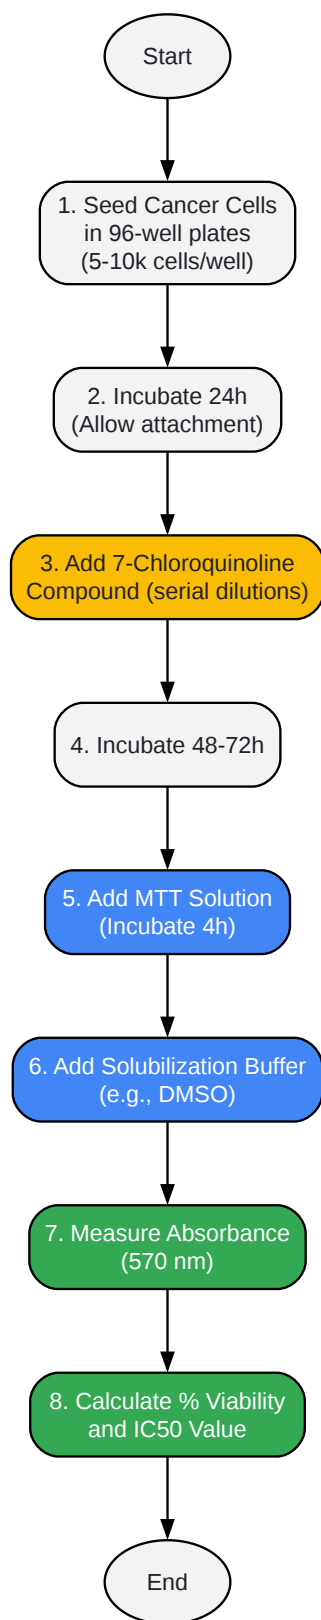 Start
1. Seed Cancer Cells
in 96-well plates
(5-10k cells/well)
2. Incubate 24h
(Allow attachment)
3. Add 7-Chloroquinoline
Compound (serial dilutions)
4. Incubate 48-72h
5. Add MTT Solution
(Incubate 4h)
6. Add Solubilization Buffer
(e.g., DMSO)
7. Measure Absorbance
(570 nm)
8. Calculate % Viability
and IC50 Value
End